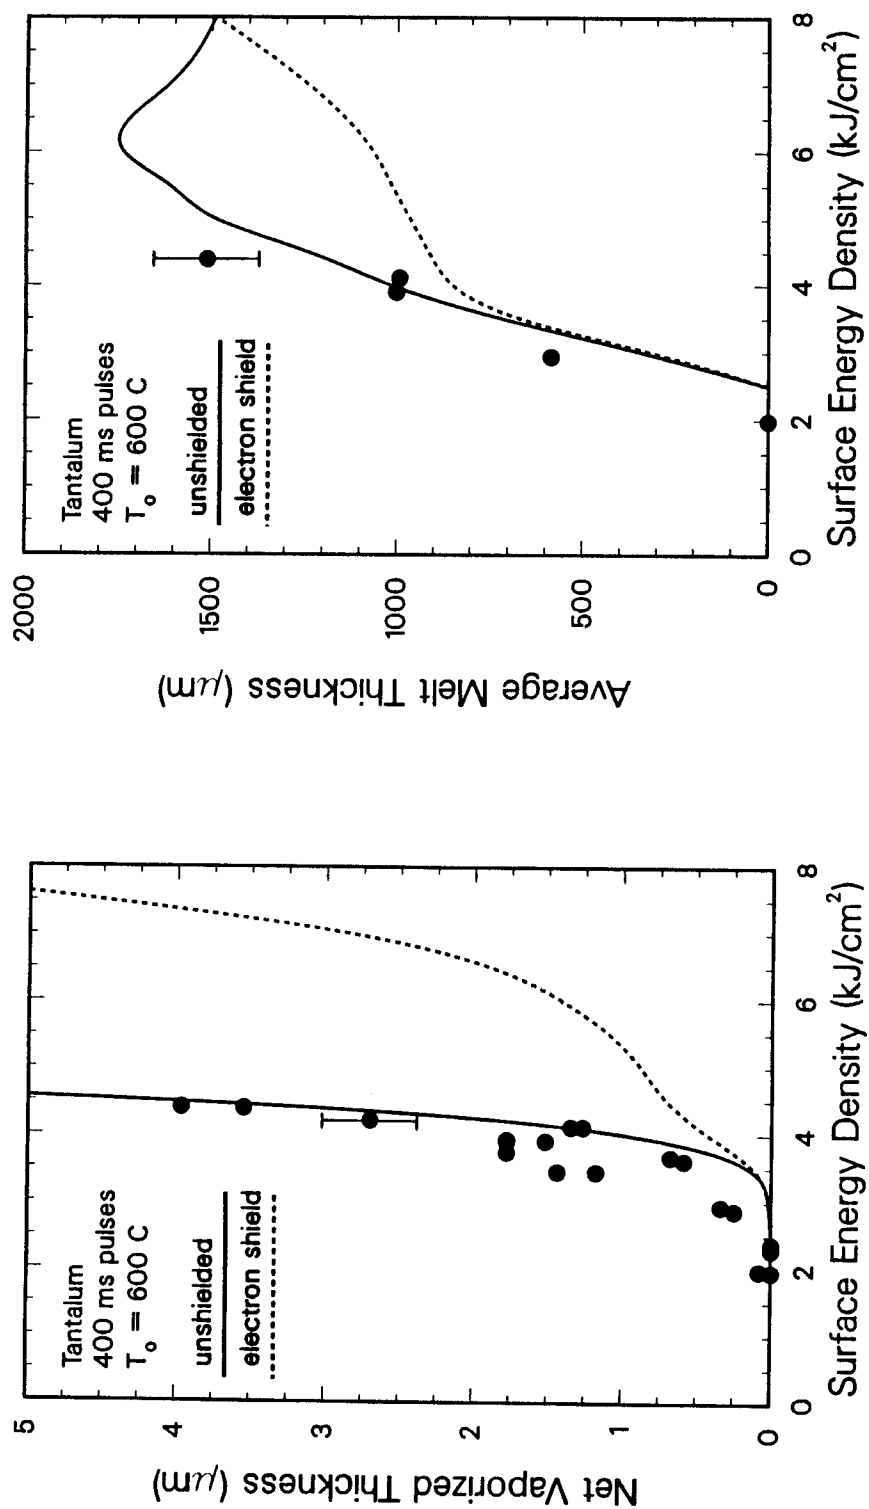 Average Melt Thickness (μm)
2000
1500
1000
500
0
Tantalum
400 ms pulses
To = 600 C
unshielded
electron shield
0
2
4
6
8
Surface Energy Density (kJ/cm2)
Net Vaporized Thickness (μm)
5
4
3
2
1
0
Tantalum
400 ms pulses
To = 600 C
unshielded
electron shield
0
2
4
6
8
Surface Energy Density (kJ/cm2)